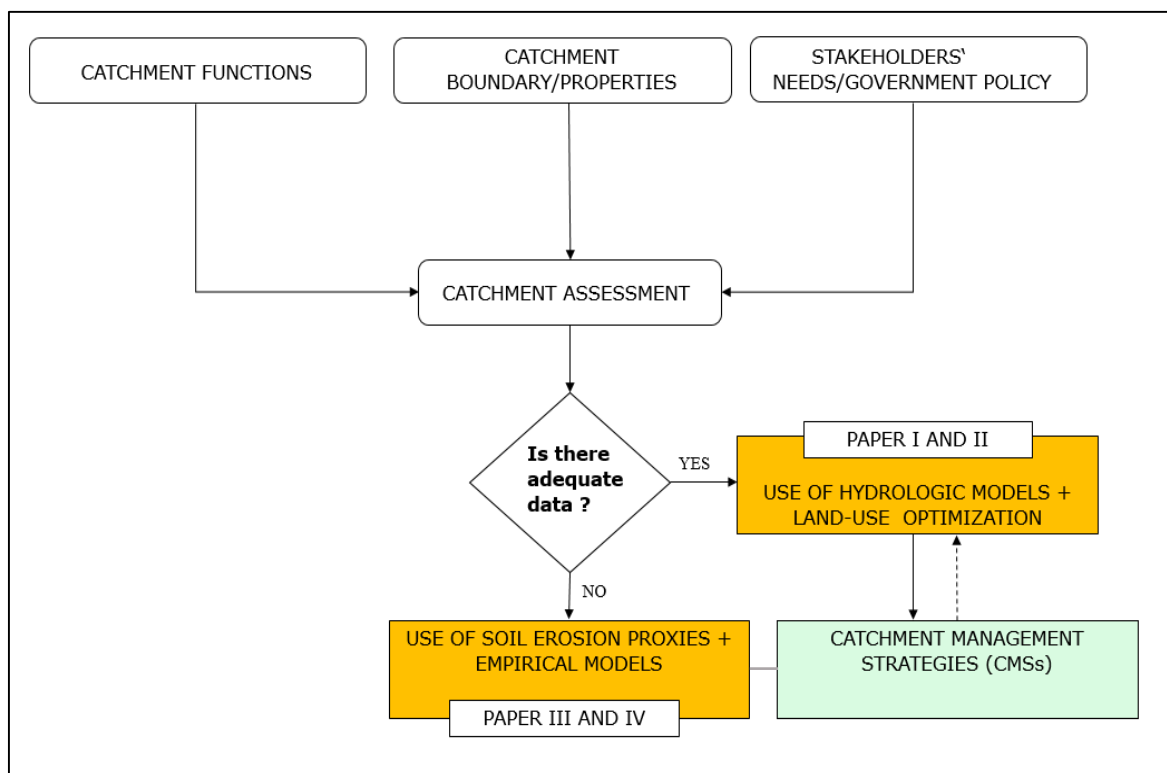 CATCHMENT FUNCTIONS
CATCHMENT
BOUNDARY/PROPERTIES
STAKEHOLDERS‘
NEEDS/GOVERNMENT POLICY
CATCHMENT ASSESSMENT
Is there
adequate
data ?
YES
PAPER I AND II
USE OF HYDROLOGIC MODELS +
LAND-USE OPTIMIZATION
NO
USE OF SOIL EROSION PROXIES +
EMPIRICAL MODELS
PAPER III AND IV
CATCHMENT MANAGEMENT
STRATEGIES (CMSs)